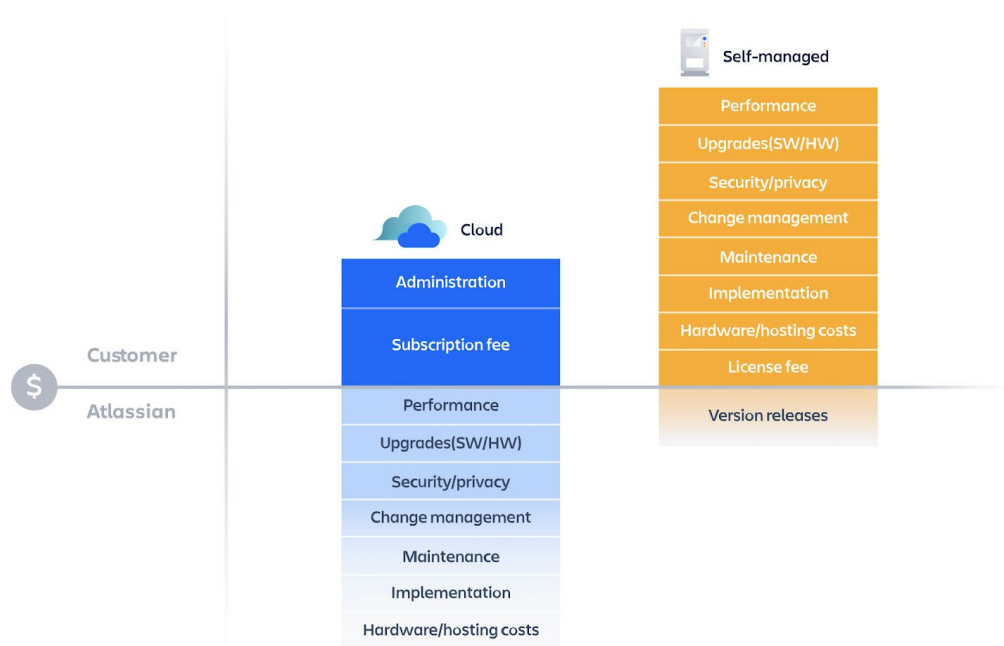 Self-managed
Performance
Upgrades(SW/HW)
Security/privacy
Change management
Maintenance
Implementation
Hardware/hosting costs
License fee
Version releases
Cloud
Administration
Subscription fee
Performance
Upgrades(SW/HW)
Security/privacy
Change management
Maintenance
Implementation
Hardware/hosting costs
Customer
$
Atlassian